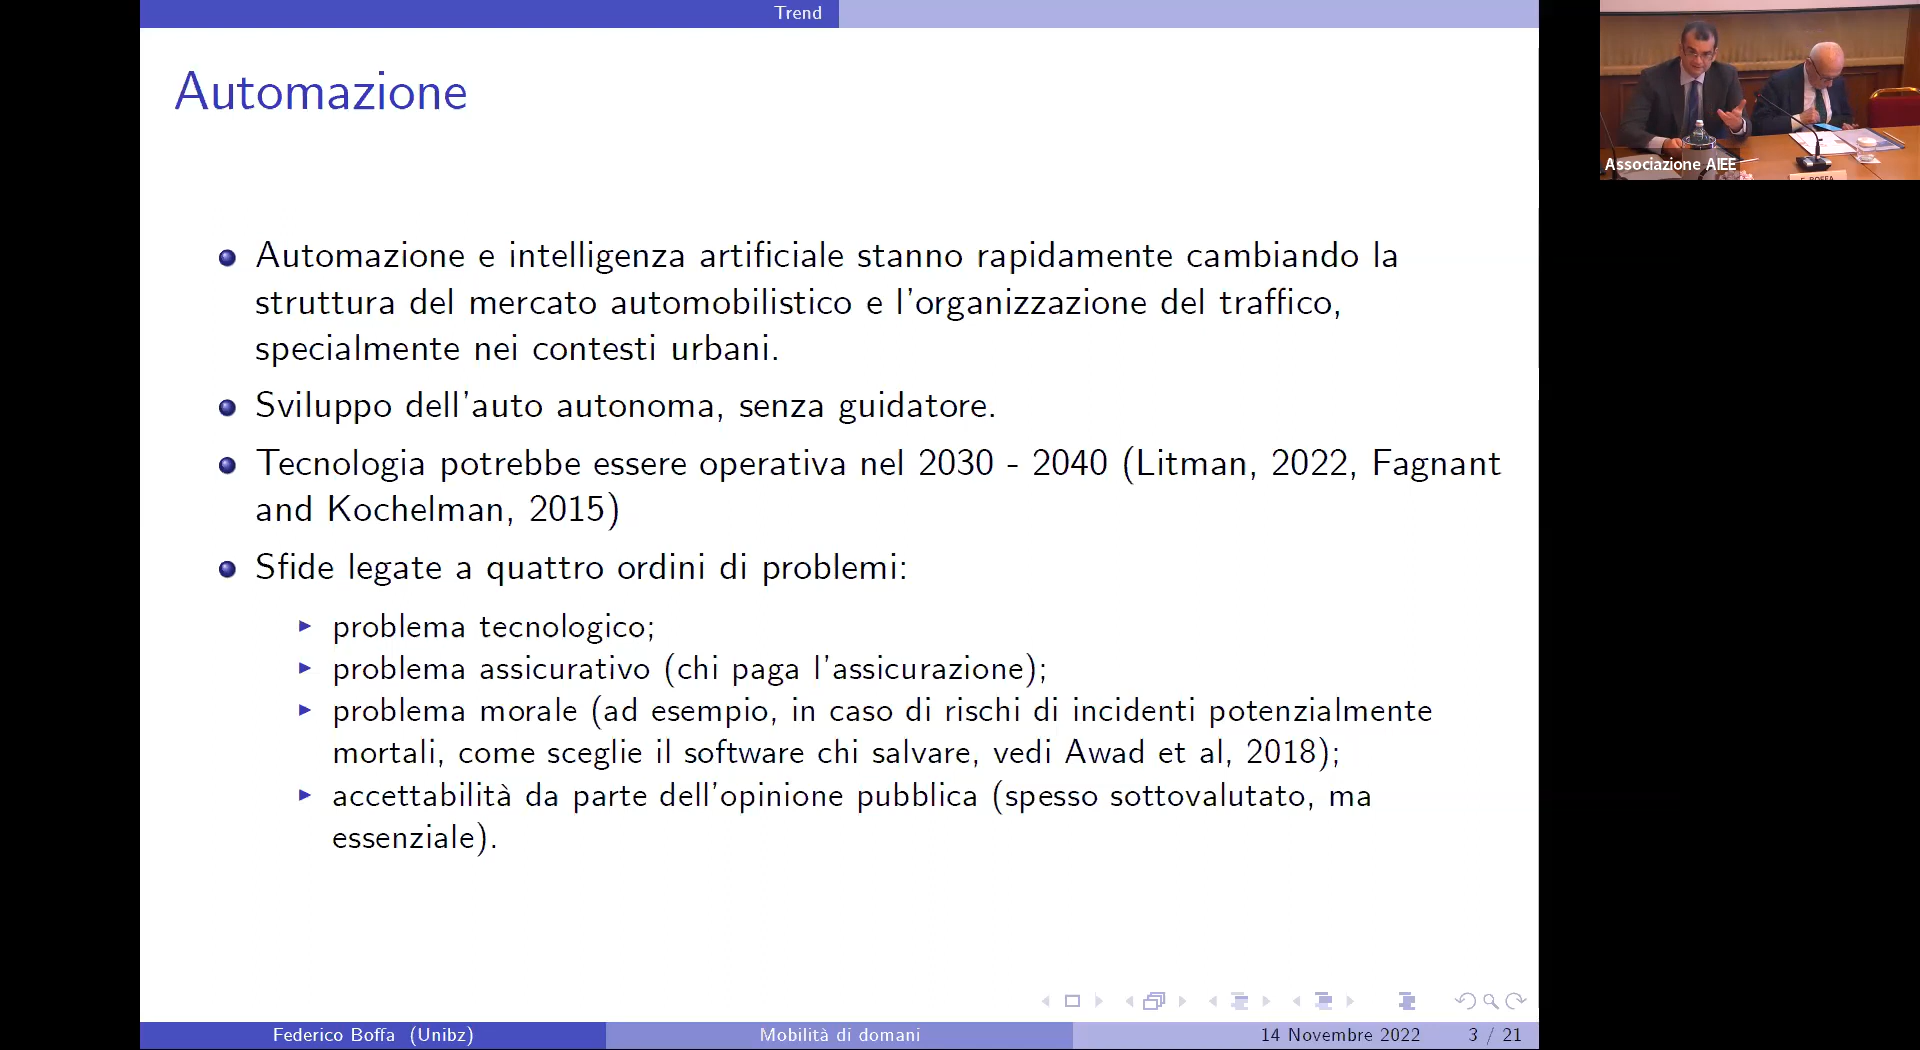 Trend
Automazione
Automazione e intelligenza artificiale stanno rapidamente cambiando la
struttura del mercato automobilistico e l'organizzazione del traffico,
specialmente nei contesti urbani.
Sviluppo dell'auto autonoma, senza guidatore.
Tecnologia potrebbe essere operativa nel 2030 - 2040 (Litman, 2022, Fagnant
and Kochelman, 2015)
Sfide legate a quattro ordini di problemi:
problema tecnologico;
problema assicurativo (chi paga l'assicurazione);
problema morale (ad esempio, in caso di rischi di incidenti potenzialmente
mortali, come sceglie il software chi salvare, vedi Awad et al, 2018);
accettabilità da parte dell'opinione pubblica (spesso sottovalutato, ma
essenziale).
Federico Boffa (Unibz)
Mobilità di domani
14 Novembre 2022
3 / 21
Associazione AIEE
BOFFA